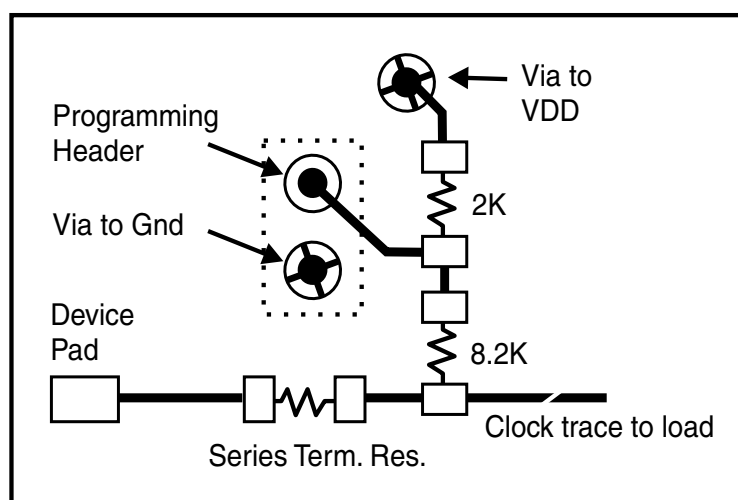 Via to
VDD
Programming
Header
2K
Via to Gnd
Device
Pad
8.2K
Clock trace to load
Series Term. Res.